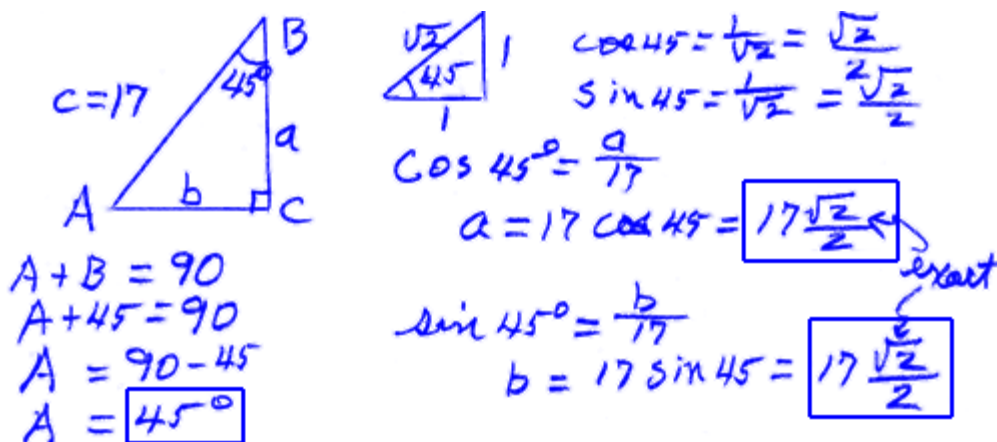 B
45°
c=17
a
b
A
C
A+B=90
A+45=90
A = 90-45
A = 45°
√2
1
45
1
cos 45 = 1/√2 = √2/2
sin 45 = 1/√2 = √2/2
cos 45° = a/17
a = 17 cos 45 = 17 √2/2
exact
sin 45° = b/17
b = 17 sin 45 = 17 √2/2